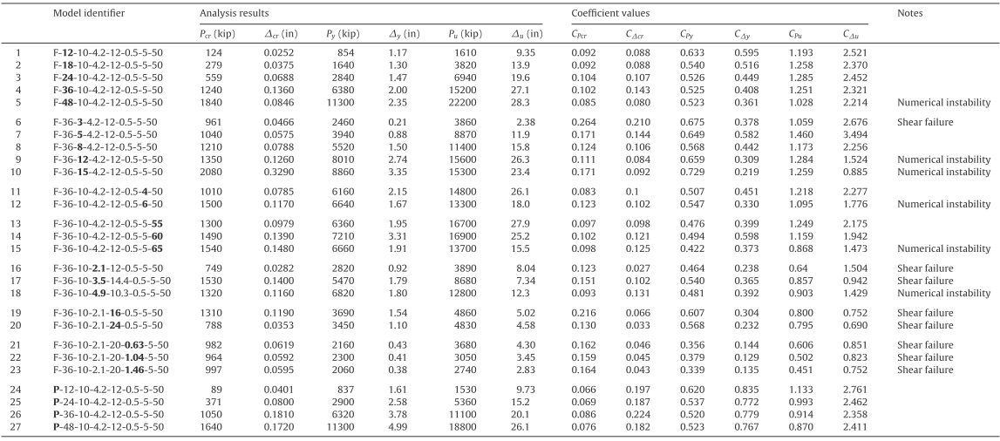 Model identifier Analysis results Coefficient values Notes
Pcr (kip) Δcr (in) Py (kip) Δy (in) Pu (kip) Δu (in) CPcr CΔcr CPy CΔy CPu CΔu
1 F-12-10-4.2-12-0.5-5-50 124 0.0252 854 1.17 1610 9.35 0.092 0.088 0.633 0.595 1.193 2.521
2 F-18-10-4.2-12-0.5-5-50 279 0.0375 1640 1.30 3820 13.9 0.092 0.088 0.540 0.516 1.258 2.370
3 F-24-10-4.2-12-0.5-5-50 559 0.0688 2840 1.47 6940 19.6 0.104 0.107 0.526 0.449 1.285 2.452
4 F-36-10-4.2-12-0.5-5-50 1240 0.1360 6380 2.00 15200 27.1 0.102 0.143 0.525 0.408 1.251 2.321
5 F-48-10-4.2-12-0.5-5-50 1840 0.0846 11300 2.35 22200 28.3 0.085 0.080 0.523 0.361 1.028 2.214 Numerical instability
6 F-36-3-4.2-12-0.5-5-50 961 0.0466 2460 0.21 3860 2.38 0.264 0.210 0.675 0.378 1.059 2.676 Shear failure
7 F-36-5-4.2-12-0.5-5-50 1040 0.0575 3940 0.88 8870 11.9 0.171 0.144 0.649 0.582 1.460 3.494
8 F-36-8-4.2-12-0.5-5-50 1210 0.0788 5520 1.50 11400 15.8 0.124 0.106 0.568 0.442 1.173 2.256
9 F-36-12-4.2-12-0.5-5-50 1350 0.1260 8010 2.74 15600 26.3 0.111 0.084 0.659 0.309 1.284 1.524 Numerical instability
10 F-36-15-4.2-12-0.5-5-50 2080 0.3290 8860 3.35 15300 23.4 0.171 0.092 0.729 0.219 1.259 0.885 Numerical instability
11 F-36-10-4.2-12-0.5-4-50 1010 0.0785 6160 2.15 14800 26.1 0.083 0.1 0.507 0.451 1.218 2.277
12 F-36-10-4.2-12-0.5-6-50 1500 0.1170 6640 1.67 13300 18.0 0.123 0.102 0.547 0.330 1.095 1.776 Numerical instability
13 F-36-10-4.2-12-0.5-5-55 1300 0.0979 6360 1.95 16700 27.9 0.097 0.098 0.476 0.399 1.249 2.175
14 F-36-10-4.2-12-0.5-5-60 1490 0.1390 7210 3.31 16900 25.2 0.102 0.121 0.494 0.598 1.159 1.942
15 F-36-10-4.2-12-0.5-5-65 1540 0.1480 6660 1.91 13700 15.5 0.098 0.125 0.422 0.373 0.868 1.473 Numerical instability
16 F-36-10-2.1-12-0.5-5-50 749 0.0282 2820 0.92 3890 8.04 0.123 0.027 0.464 0.238 0.64 1.504 Shear failure
17 F-36-10-3.5-14.4-0.5-5-50 1530 0.1400 5470 1.79 8680 7.34 0.151 0.102 0.540 0.365 0.857 0.942 Shear failure
18 F-36-10-4.9-10.3-0.5-5-50 1320 0.1160 6820 1.80 12800 12.3 0.093 0.131 0.481 0.392 0.903 1.429 Numerical instability
19 F-36-10-2.1-16-0.5-5-50 1310 0.1190 3690 1.54 4860 5.02 0.216 0.066 0.607 0.304 0.800 0.752 Shear failure
20 F-36-10-2.1-24-0.5-5-50 788 0.0353 3450 1.10 4830 4.58 0.130 0.033 0.568 0.232 0.795 0.690 Shear failure
21 F-36-10-2.1-20-0.63-5-50 982 0.0619 2160 0.43 3680 4.30 0.162 0.046 0.356 0.144 0.606 0.851 Shear failure
22 F-36-10-2.1-20-1.04-5-50 964 0.0592 2300 0.41 3050 3.45 0.159 0.045 0.379 0.129 0.502 0.823 Shear failure
23 F-36-10-2.1-20-1.46-5-50 997 0.0595 2060 0.38 2740 2.83 0.164 0.043 0.339 0.135 0.451 0.752 Shear failure
24 P-12-10-4.2-12-0.5-5-50 89 0.0401 837 1.61 1530 9.73 0.066 0.197 0.620 0.835 1.133 2.761
25 P-24-10-4.2-12-0.5-5-50 371 0.0800 2900 2.58 5360 15.2 0.069 0.187 0.537 0.772 0.993 2.462
26 P-36-10-4.2-12-0.5-5-50 1050 0.1810 6320 3.78 11100 20.1 0.086 0.224 0.520 0.779 0.914 2.358
27 P-48-10-4.2-12-0.5-5-50 1640 0.1720 11300 4.99 18800 26.1 0.076 0.182 0.523 0.767 0.870 2.411